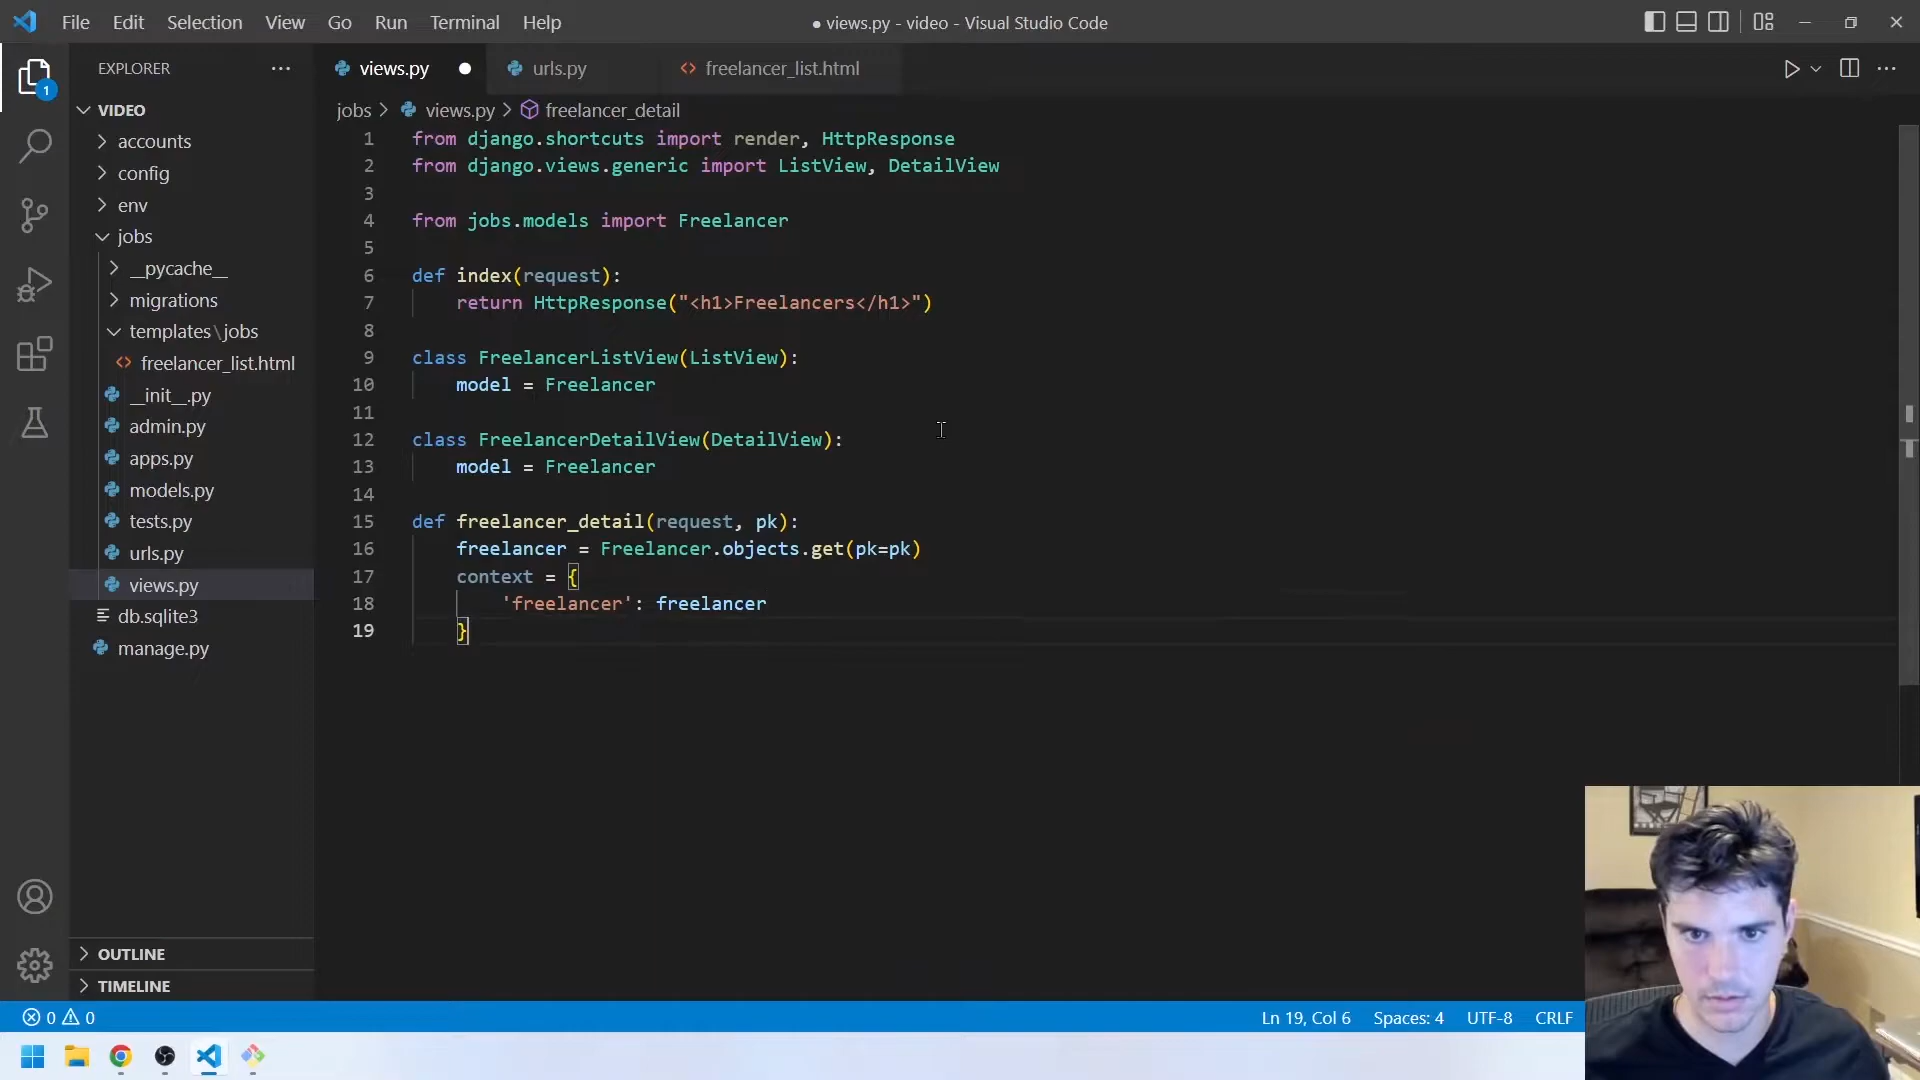 File Edit Selection View Go Run Terminal Help
● views.py - video - Visual Studio Code
EXPLORER ···
views.py ●
urls.py
freelancer_list.html
1
VIDEO
accounts
config
env
jobs
__pycache__
migrations
templates\jobs
freelancer_list.html
__init__.py
admin.py
apps.py
models.py
tests.py
urls.py
views.py
db.sqlite3
manage.py
OUTLINE
TIMELINE
jobs > views.py > freelancer_detail
1 from django.shortcuts import render, HttpResponse
2 from django.views.generic import ListView, DetailView
3
4 from jobs.models import Freelancer
5
6 def index(request):
7     return HttpResponse("<h1>Freelancers</h1>")
8
9 class FreelancerListView(ListView):
10     model = Freelancer
11
12 class FreelancerDetailView(DetailView):
13     model = Freelancer
14
15 def freelancer_detail(request, pk):
16     freelancer = Freelancer.objects.get(pk=pk)
17     context = {
18         'freelancer': freelancer
19     }
0 0
Ln 19, Col 6 Spaces: 4 UTF-8 CRLF